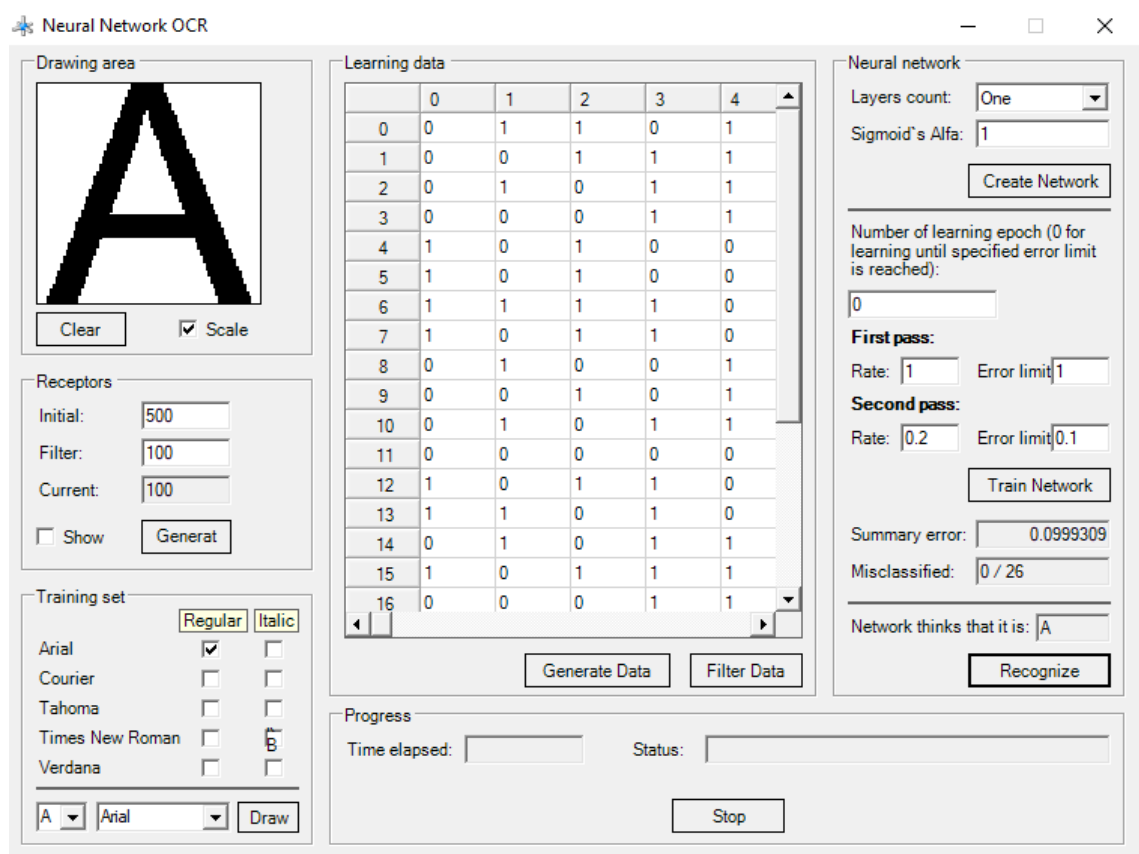 Neural Network OCR
Drawing area
A
Clear
Scale
Receptors
Initial: 500
Filter: 100
Current: 100
Show Generat
Training set
Regular Italic
Arial
Courier
Tahoma
Times New Roman
Verdana
A Arial Draw
Learning data
0 1 2 3 4
0 0 1 1 0 1
1 0 0 1 1 1
2 0 1 0 1 1
3 0 0 0 1 1
4 1 0 1 0 0
5 1 0 1 0 0
6 1 1 1 1 0
7 1 0 1 1 0
8 0 1 0 0 1
9 0 0 1 0 1
10 0 1 0 1 1
11 0 0 0 0 0
12 1 0 1 1 0
13 1 1 0 1 0
14 0 1 0 1 1
15 1 0 1 1 1
16 0 0 0 1 1
Generate Data Filter Data
Neural network
Layers count: One
Sigmoid`s Alfa: 1
Create Network
Number of learning epoch (0 for
learning until specified error limit
is reached):
0
First pass:
Rate: 1 Error limit 1
Second pass:
Rate: 0.2 Error limit 0.1
Train Network
Summary error: 0.0999309
Misclassified: 0 / 26
Network thinks that it is: A
Recognize
Progress
Time elapsed: Status:
Stop